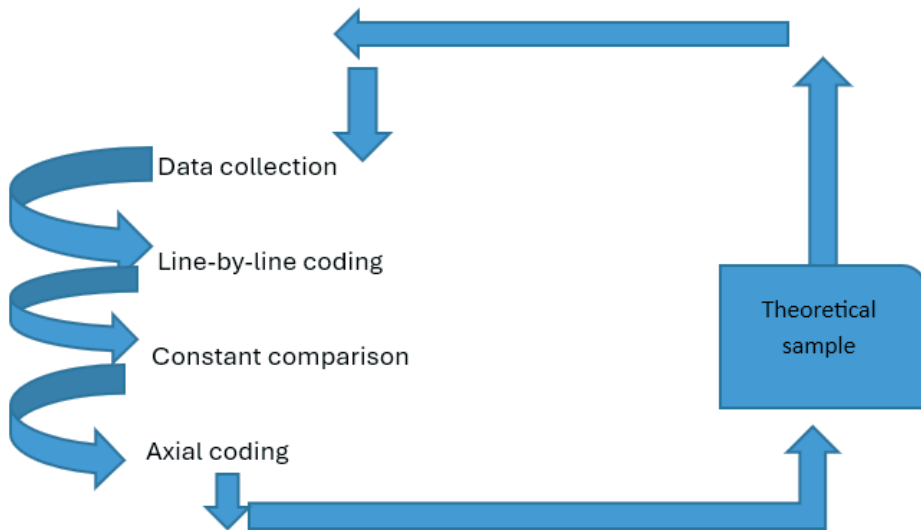 Data collection
Line-by-line coding
Constant comparison
Axial coding
Theoretical
sample